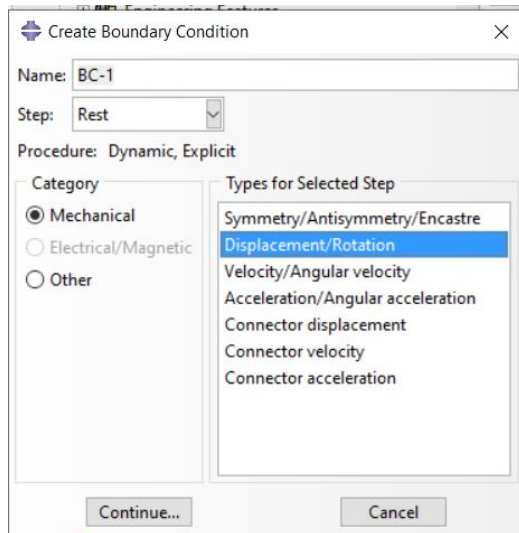 Engineering Features
Create Boundary Condition
Name: BC-1
Step: Rest
Procedure: Dynamic, Explicit
Category
Mechanical
Electrical/Magnetic
Other
Types for Selected Step
Symmetry/Antisymmetry/Encastre
Displacement/Rotation
Velocity/Angular velocity
Acceleration/Angular acceleration
Connector displacement
Connector velocity
Connector acceleration
Continue...
Cancel